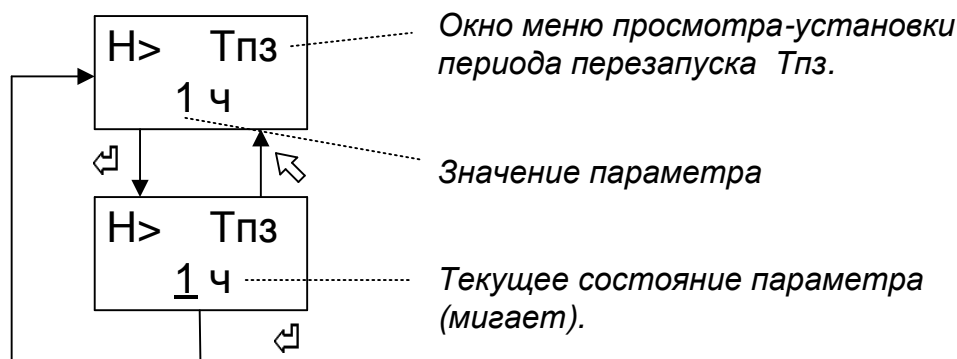 Н> Тпз
1 ч
Окно меню просмотра-установки
периода перезапуска Тпз.
Значение параметра
Н> Тпз
1 ч
Текущее состояние параметра
(мигает).